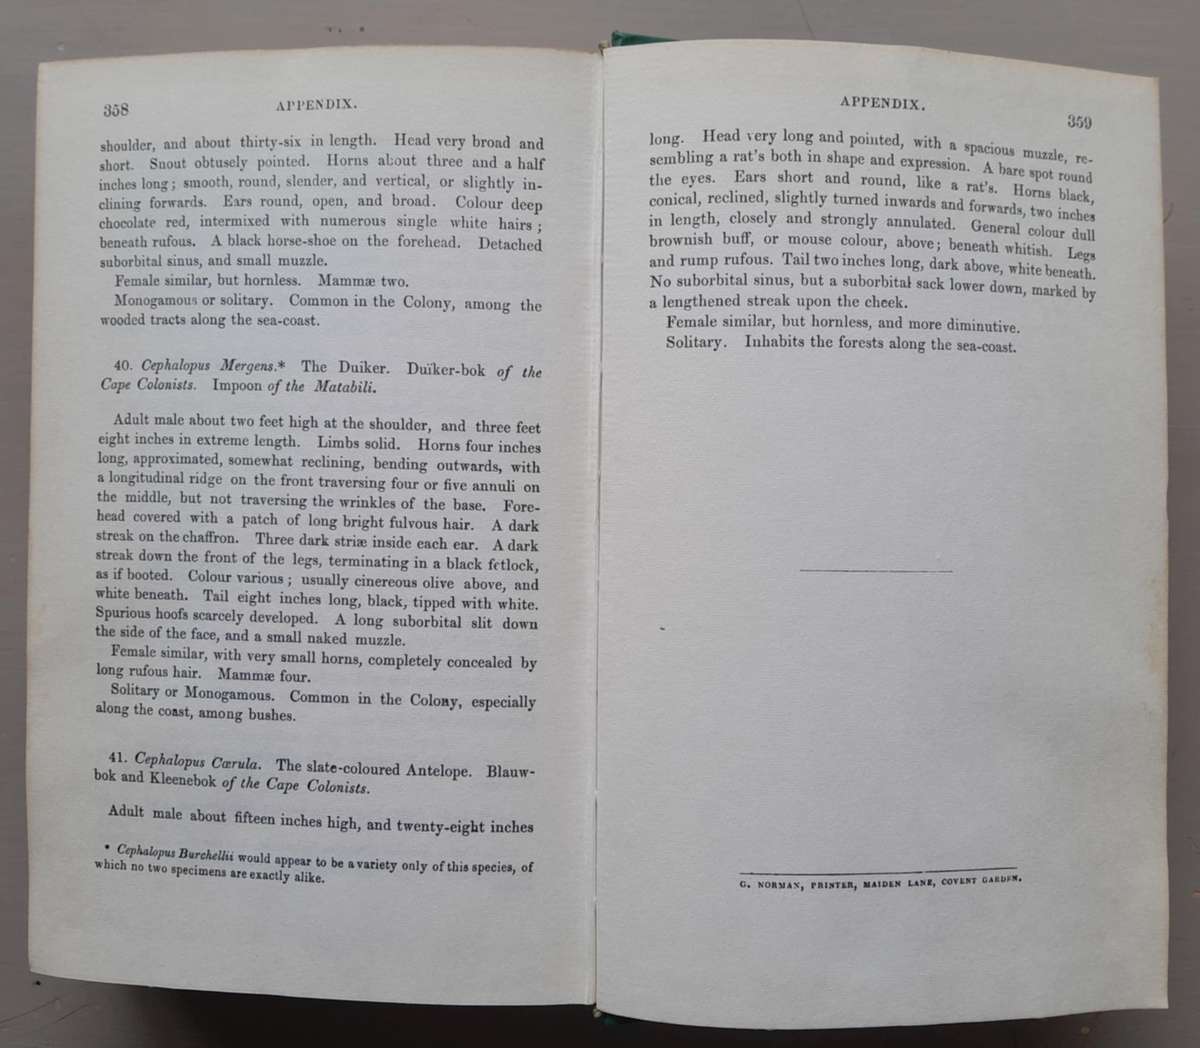 358
APPENDIX.
shoulder, and about thirty-six in length. Head very broad and
short. Snout obtusely pointed. Horns about three and a half
inches long; smooth, round, slender, and vertical, or slightly in-
clining forwards. Ears round, open, and broad. Colour deep
chocolate red, intermixed with numerous single white hairs;
beneath rufous. A black horse-shoe on the forehead. Detached
suborbital sinus, and small muzzle.
Female similar, but hornless. Mammæ two.
Monogamous or solitary. Common in the Colony, among the
wooded tracts along the sea-coast.
40. Cephalopus Mergens.* The Duiker. Duïker-bok of the
Cape Colonists. Impoon of the Matabili.
Adult male about two feet high at the shoulder, and three feet
eight inches in extreme length. Limbs solid. Horns four inches
long, approximated, somewhat reclining, bending outwards, with
a longitudinal ridge on the front traversing four or five annuli on
the middle, but not traversing the wrinkles of the base. Fore-
head covered with a patch of long bright fulvous hair. A dark
streak on the chaffron. Three dark striæ inside each ear. A dark
streak down the front of the legs, terminating in a black fetlock,
as if booted. Colour various; usually cinereous olive above, and
white beneath. Tail eight inches long, black, tipped with white.
Spurious hoofs scarcely developed. A long suborbital slit down
the side of the face, and a small naked muzzle.
Female similar, with very small horns, completely concealed by
long rufous hair. Mammæ four.
Solitary or Monogamous. Common in the Colony, especially
along the coast, among bushes.
41. Cephalopus Cærula. The slate-coloured Antelope. Blauw-
bok and Kleenebok of the Cape Colonists.
Adult male about fifteen inches high, and twenty-eight inches
* Cephalopus Burchellii would appear to be a variety only of this species, of
which no two specimens are exactly alike.
APPENDIX.
359
long. Head very long and pointed, with a spacious muzzle, re-
sembling a rat's both in shape and expression. A bare spot round
the eyes. Ears short and round, like a rat's. Horns black,
conical, reclined, slightly turned inwards and forwards, two inches
in length, closely and strongly annulated. General colour dull
brownish buff, or mouse colour, above; beneath whitish. Legs
and rump rufous. Tail two inches long, dark above, white beneath.
No suborbital sinus, but a suborbital sack lower down, marked by
a lengthened streak upon the cheek.
Female similar, but hornless, and more diminutive.
Solitary. Inhabits the forests along the sea-coast.
G. NORMAN, PRINTER, MAIDEN LANE, COVENT GARDEN.